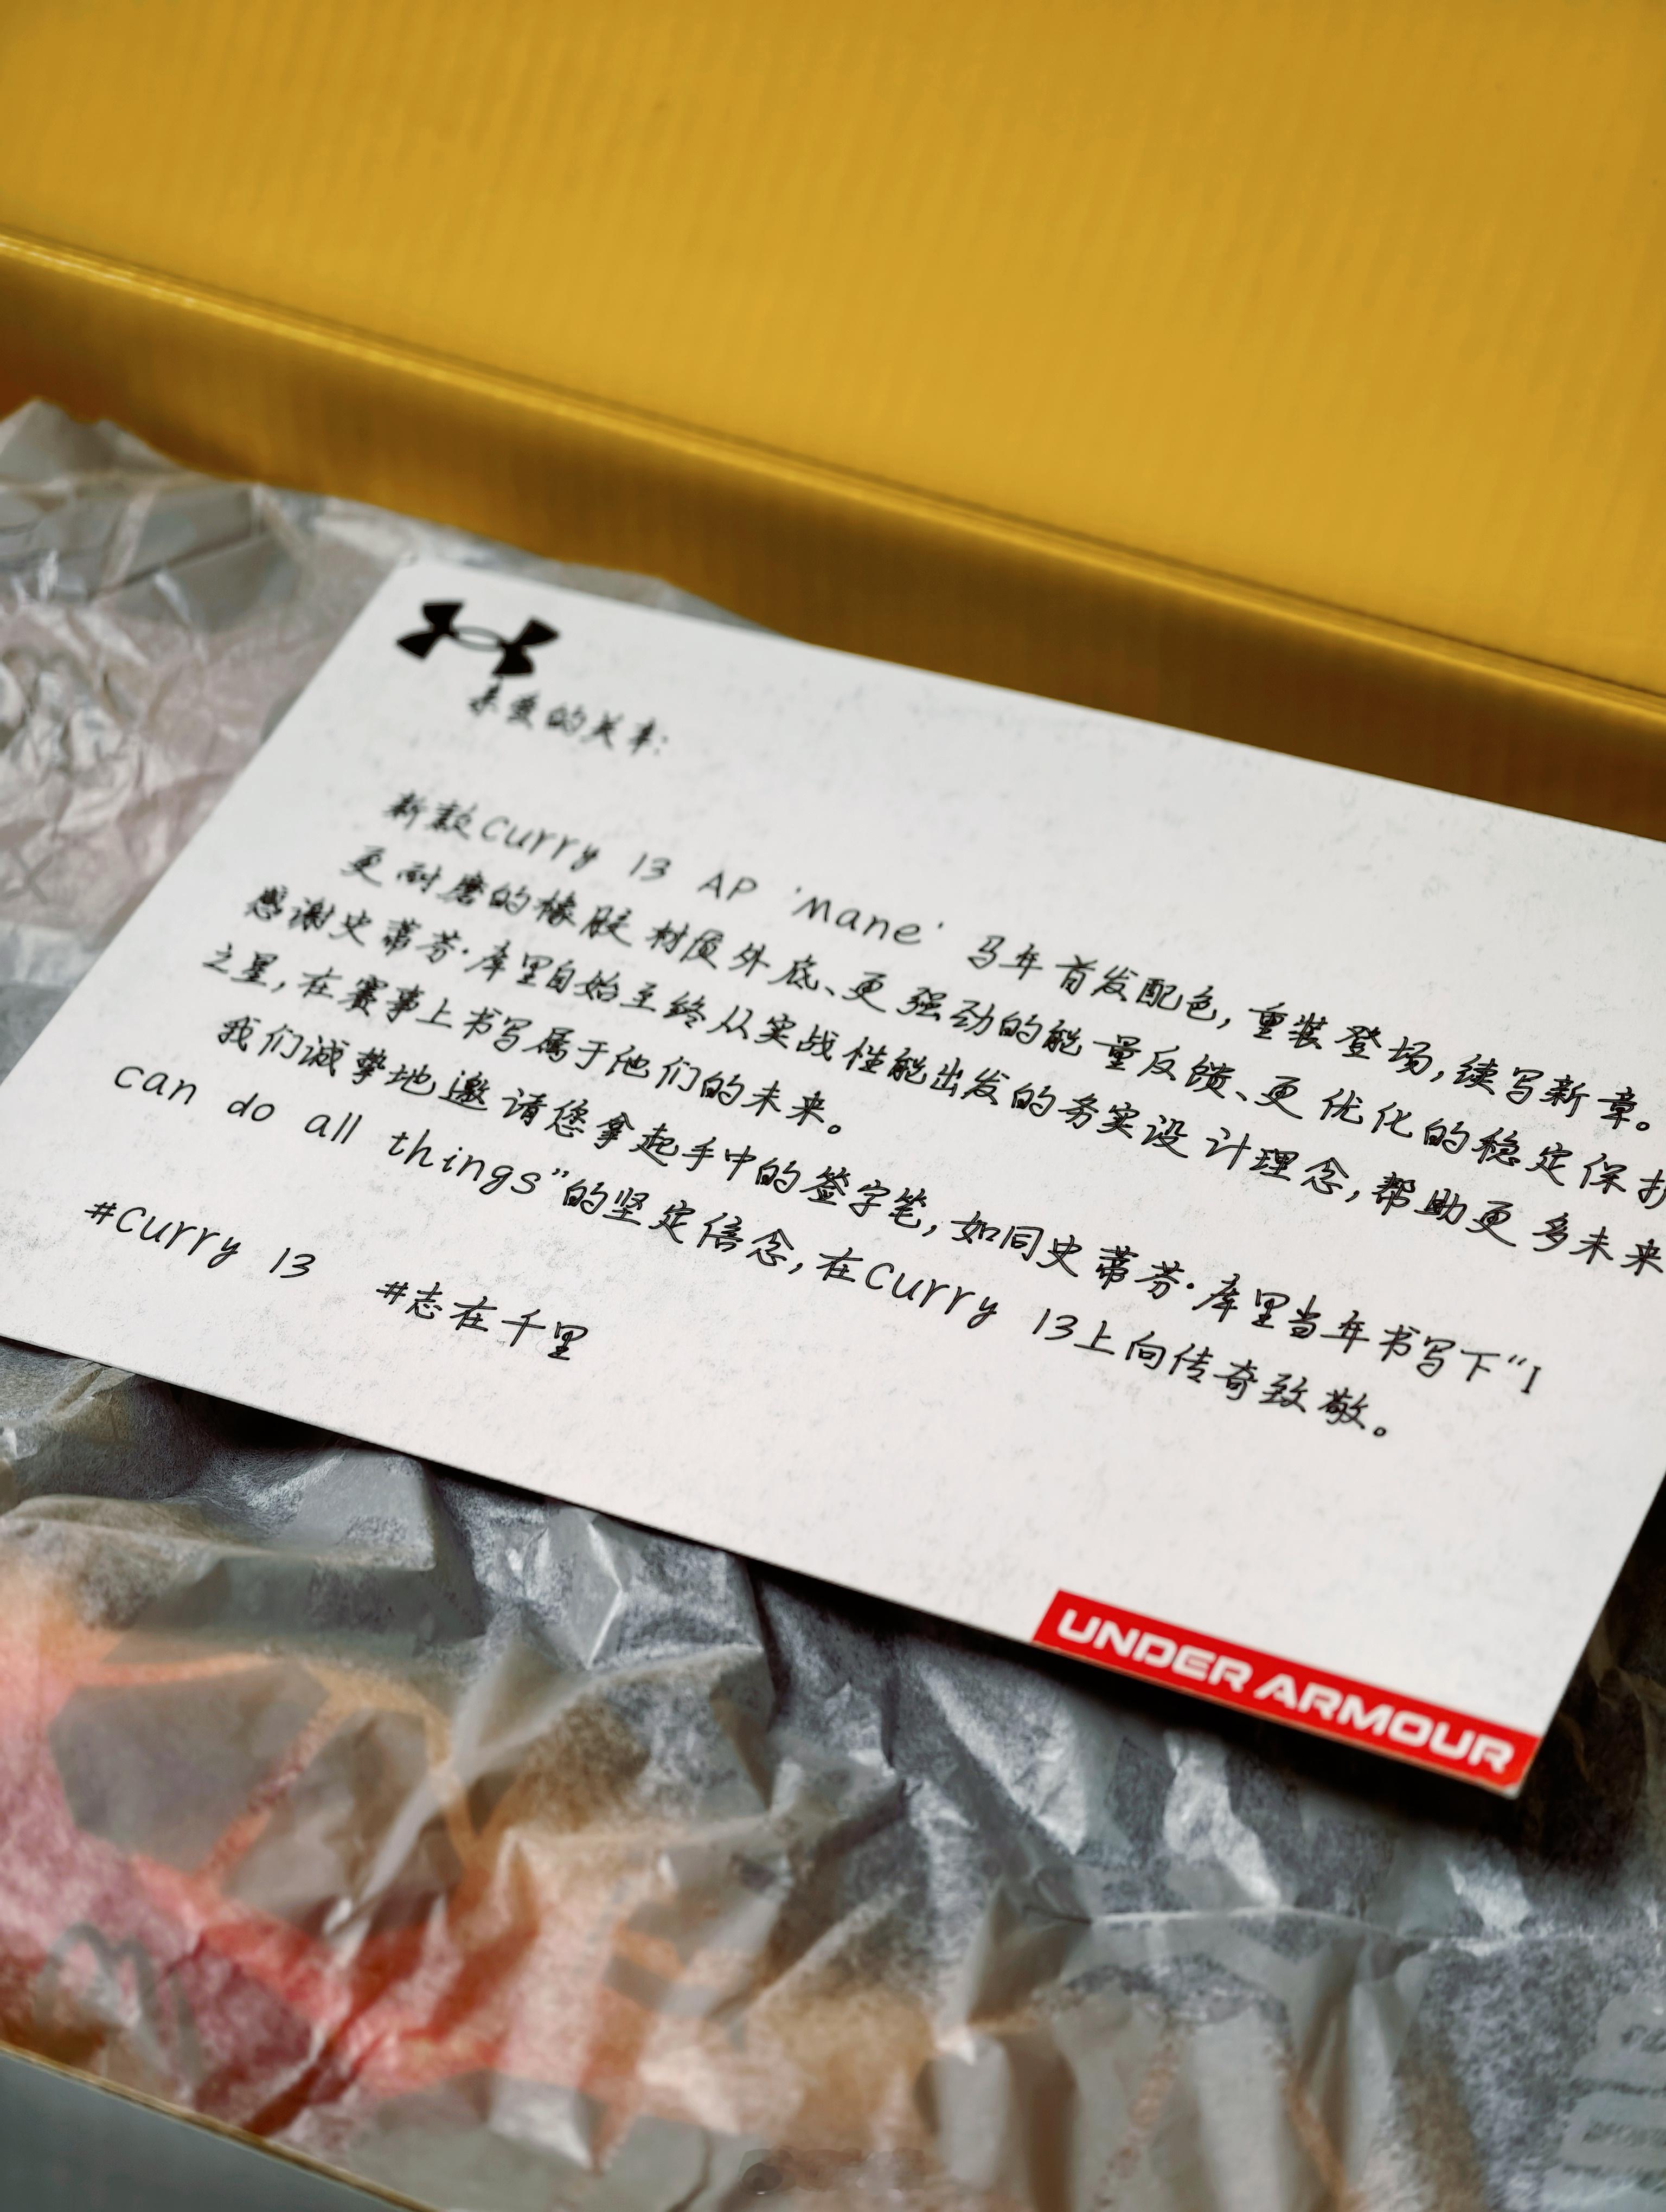 亲爱的关丰:
新款Curry 13 AP 'Mane' 马年首发配色,重装登场,续写新章。
更耐磨的橡胶材质外底、更强劲的能量反馈、更优化的稳定保护
感谢史蒂芬·库里自始至终从实战性能出发的务实设计理念,帮助更多未来
之星,在赛事上书写属于他们的未来。
我们诚挚地邀请您拿起手中的签字笔,如同史蒂芬·库里当年书写下“I
can do all things”的坚定信念,在Curry 13上向传奇致敬。
#Curry 13 #志在千里
UNDER ARMOUR